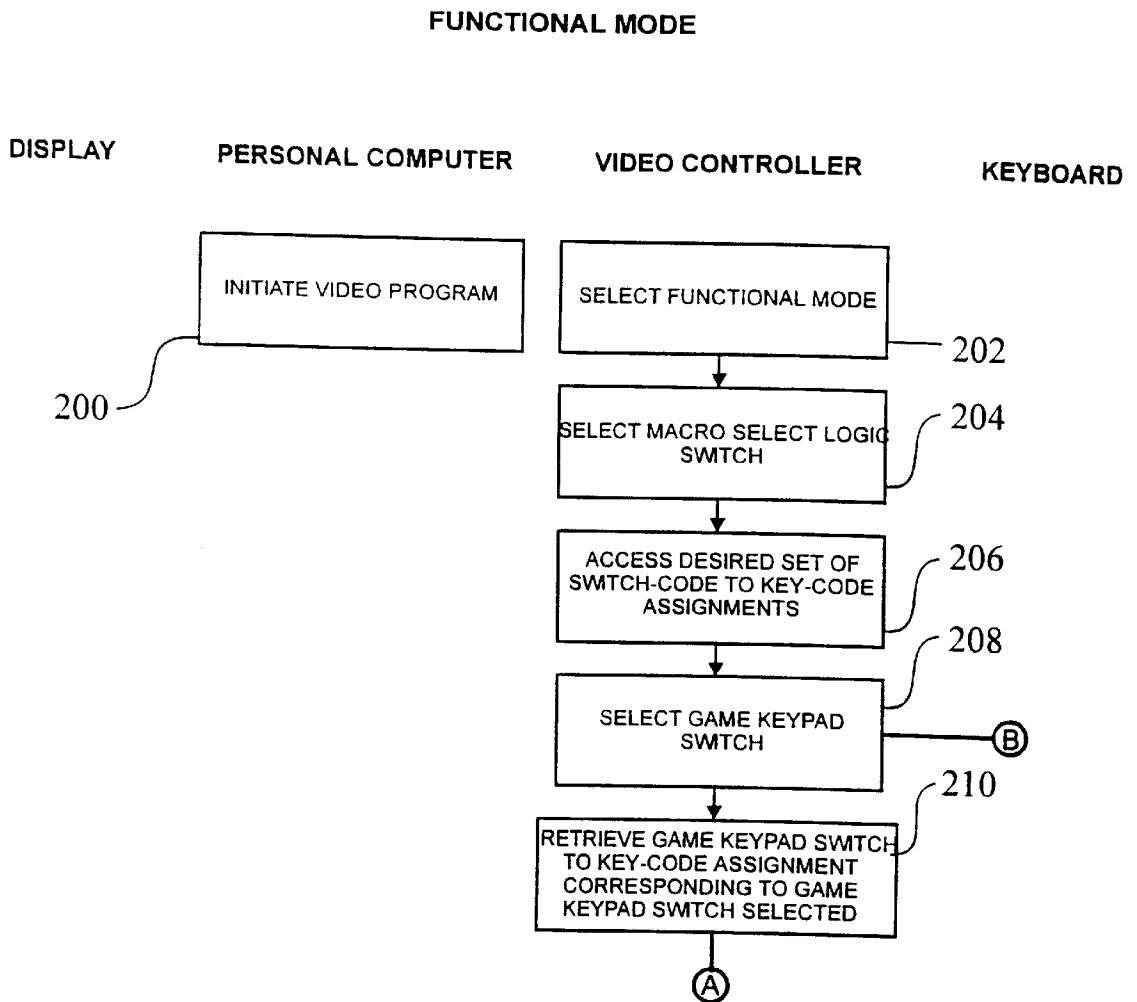 FUNCTIONAL MODE
DISPLAY
PERSONAL COMPUTER
VIDEO CONTROLLER
KEYBOARD
INITIATE VIDEO PROGRAM
200
SELECT FUNCTIONAL MODE
202
SELECT MACRO SELECT LOGIC
SWITCH
204
ACCESS DESIRED SET OF
SWITCH-CODE TO KEY-CODE
ASSIGNMENTS
206
SELECT GAME KEYPAD
SWITCH
208
B
RETRIEVE GAME KEYPAD SWITCH
TO KEY-CODE ASSIGNMENT
CORRESPONDING TO GAME
KEYPAD SWITCH SELECTED
210
A